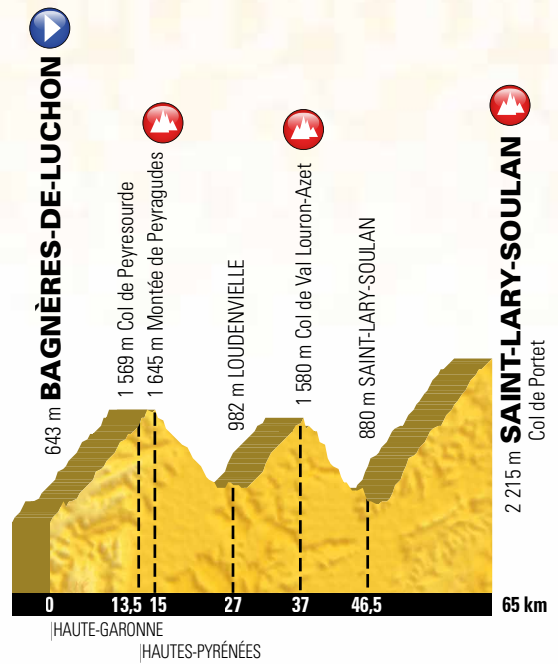 643 m BAGNÈRES-DE-LUCHON
1 569 m Col de Peyresourde
1 645 m Montée de Peyragudes
982 m LOUDENVIELLE
1 580 m Col de Val Louron-Azet
880 m SAINT-LARY-SOULAN
2 215 m SAINT-LARY-SOULAN
Col de Portet
0 13,5 15 27 37 46,5 65 km
HAUTE-GARONNE
HAUTES-PYRÉNÉES